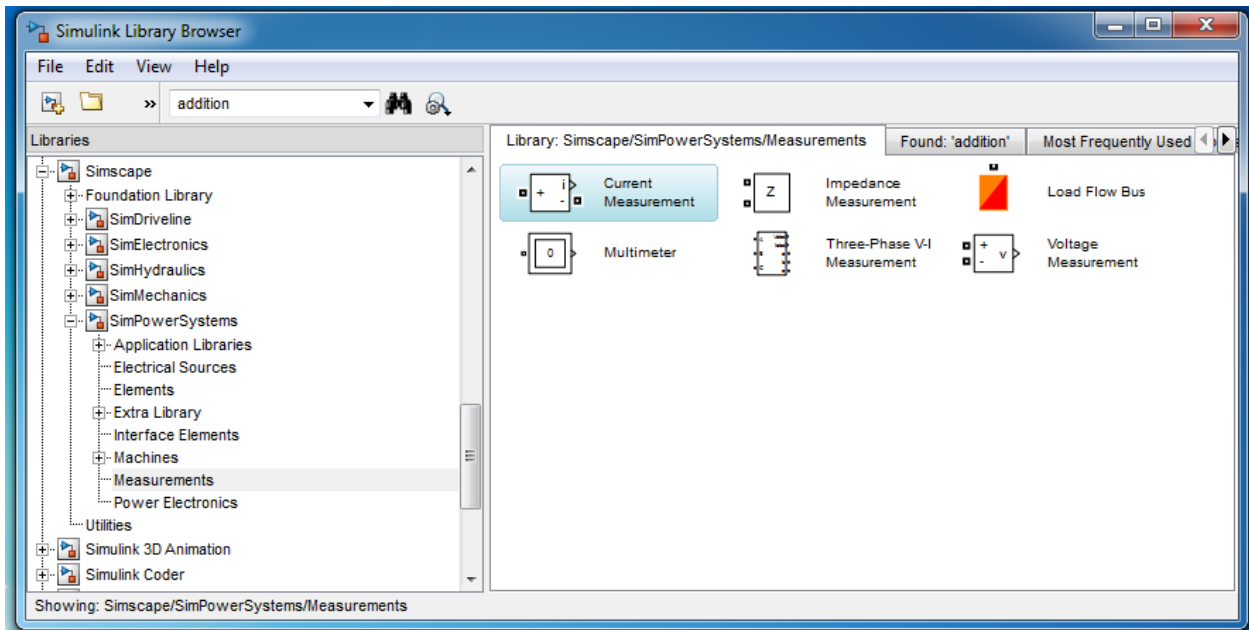 Simulink Library Browser
File Edit View Help
» addition
Libraries
Library: Simscape/SimPowerSystems/Measurements Found: 'addition' Most Frequently Used
Simscape
Foundation Library
SimDriveline
SimElectronics
SimHydraulics
SimMechanics
SimPowerSystems
Application Libraries
Electrical Sources
Elements
Extra Library
Interface Elements
Machines
Measurements
Power Electronics
Utilities
Simulink 3D Animation
Simulink Coder
+ i -
Current
Measurement
Z
Impedance
Measurement
Load Flow Bus
0
Multimeter
Three-Phase V-I
Measurement
+ - v
Voltage
Measurement
Showing: Simscape/SimPowerSystems/Measurements